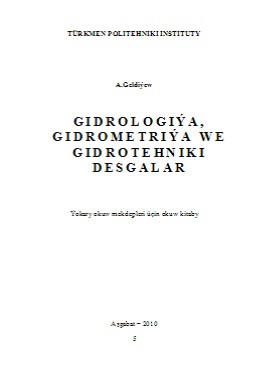 TÜRKMEN POLITEHNIKI INSTITUTY
A.Geldiýew
GIDROLOGIÝA,
GIDROMETRIÝA WE
GIDROTEHNIKI
DESGALAR
Ýokary okuw mekdepleri üçin okuw kitaby
Aşgabat – 2010
5